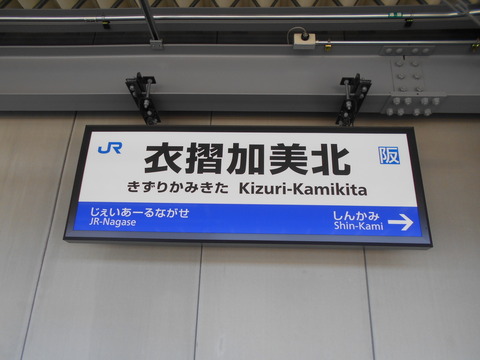 JR 衣摺加美北 阪
きずりかみきた Kizuri-Kamikita
じぇいあーるながせ しんかみ
JR-Nagase Shin-Kami